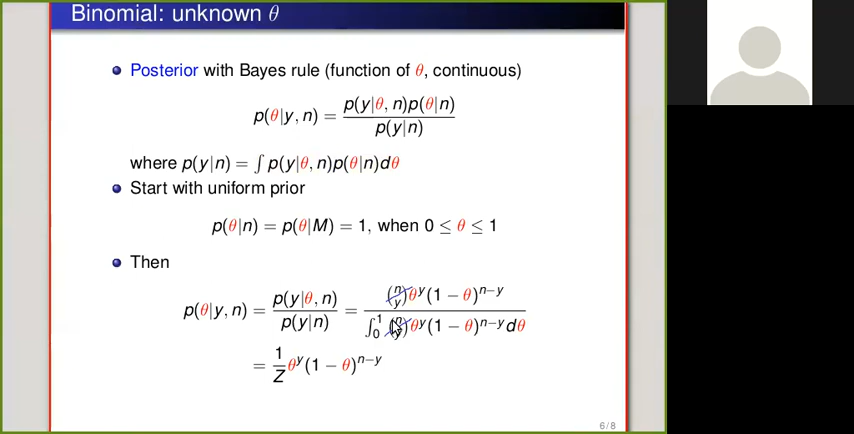 Binomial: unknown θ
Posterior with Bayes rule (function of θ, continuous)
p(θ|y, n) = p(y|θ, n)p(θ|n) / p(y|n)
where p(y|n) = ∫ p(y|θ, n)p(θ|n)dθ
Start with uniform prior
p(θ|n) = p(θ|M) = 1, when 0 ≤ θ ≤ 1
Then
p(θ|y, n) = p(y|θ, n) / p(y|n) = (n y) θ^y (1 − θ)^{n−y} / ∫_0^1 (n y) θ^y (1 − θ)^{n−y} dθ
= 1/Z θ^y (1 − θ)^{n−y}
6 / 8